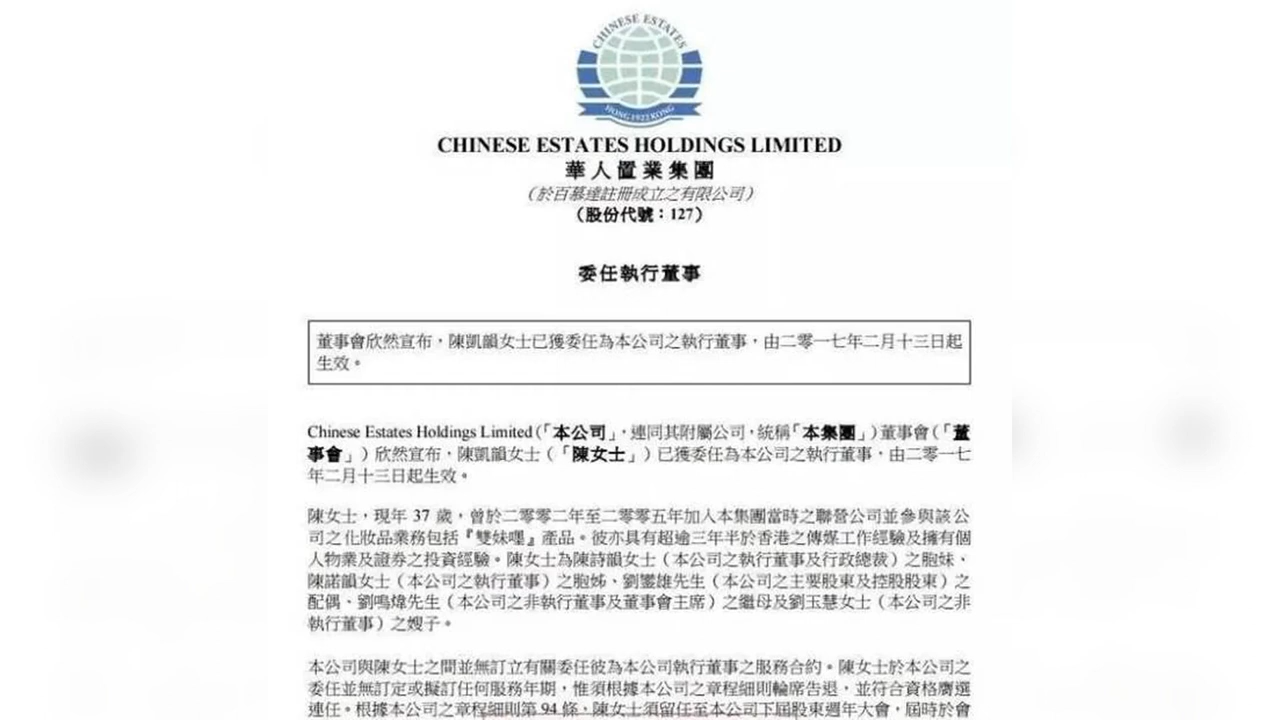 CHINESE ESTATES
HONG 1922 KONG
CHINESE ESTATES HOLDINGS LIMITED
華人置業集團
（於百慕達註冊成立之有限公司）
（股份代號：127）
委任執行董事
董事會欣然宣布，陳凱韻女士已獲委任為本公司之執行董事，由二零一七年二月十三日起
生效。
Chinese Estates Holdings Limited（「本公司」，連同其附屬公司，統稱「本集團」）董事會（「董
事會」）欣然宣布，陳凱韻女士（「陳女士」）已獲委任為本公司之執行董事，由二零一七
年二月十三日起生效。
陳女士，現年 37 歲，曾於二零零二年至二零零五年加入本集團當時之聯營公司並參與該公
司之化妝品業務包括『雙妹嘜』產品。彼亦具有超逾三年半於香港之傳媒工作經驗及擁有個
人物業及證券之投資經驗。陳女士為陳詩韻女士（本公司之執行董事及行政總裁）之胞妹、
陳諾韻女士（本公司之執行董事）之胞姊、劉鑾雄先生（本公司之主要股東及控股股東）之
配偶、劉鳴煒先生（本公司之非執行董事及董事會主席）之繼母及劉玉慧女士（本公司之非
執行董事）之嫂子。
本公司與陳女士之間並無訂立有關委任彼為本公司執行董事之服務合約。陳女士於本公司之
委任並無訂定或擬訂任何服務年期，惟須根據本公司之章程細則輪席告退，並符合資格膺選
連任。根據本公司之章程細則第 94 條，陳女士須留任至本公司下屆股東週年大會，屆時於會